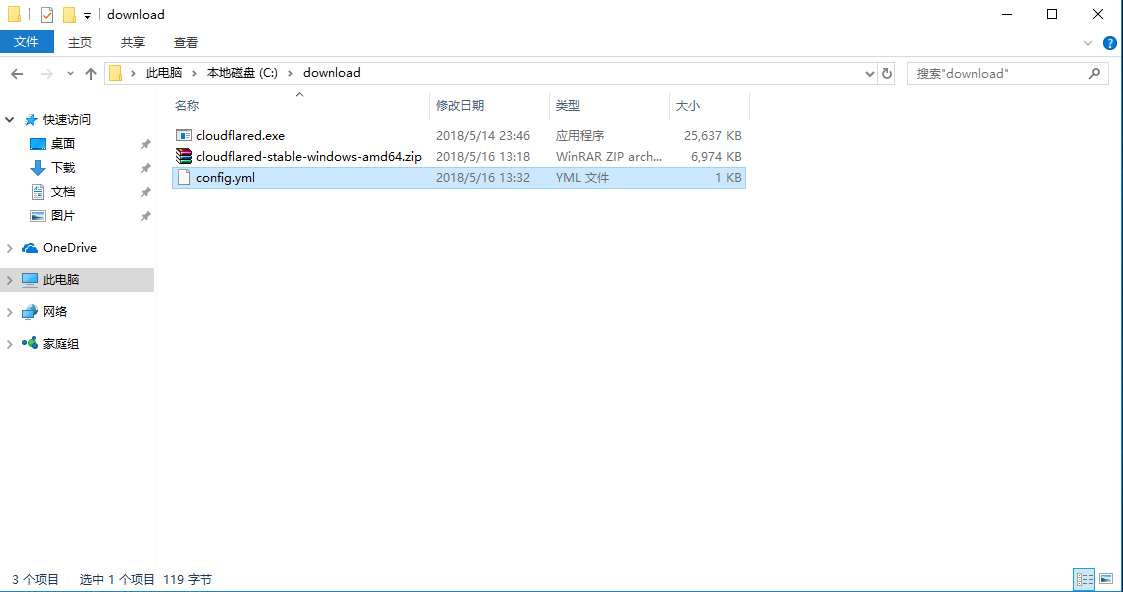 download
文件 主页 共享 查看
此电脑 本地磁盘 (C:) download 搜索"download"
名称 修改日期 类型 大小
快速访问
桌面
下载
文档
图片
OneDrive
此电脑
网络
家庭组
cloudflared.exe 2018/5/14 23:46 应用程序 25,637 KB
cloudflared-stable-windows-amd64.zip 2018/5/16 13:18 WinRAR ZIP arch... 6,974 KB
config.yml 2018/5/16 13:32 YML 文件 1 KB
3 个项目 选中 1 个项目 119 字节